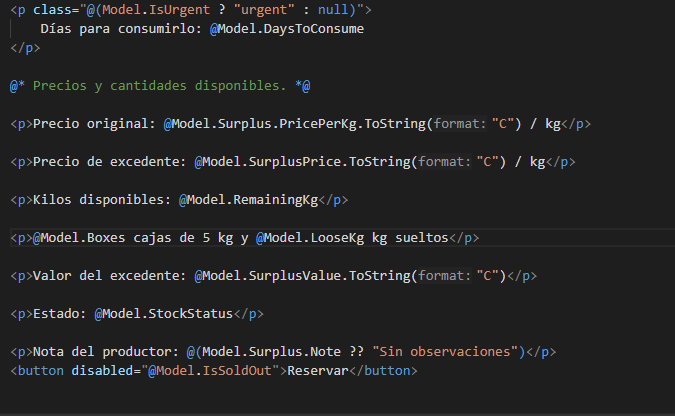 <p class="@(Model.IsUrgent ? "urgent" : null)">
Días para consumirlo: @Model.DaysToConsume
</p>
@* Precios y cantidades disponibles. *@
<p>Precio original: @Model.Surplus.PricePerKg.ToString(format: "C") / kg</p>
<p>Precio de excedente: @Model.SurplusPrice.ToString(format: "C") / kg</p>
<p>Kilos disponibles: @Model.RemainingKg</p>
<p>@Model.Boxes cajas de 5 kg y @Model.LooseKg kg sueltos</p>
<p>Valor del excedente: @Model.SurplusValue.ToString(format: "C")</p>
<p>Estado: @Model.StockStatus</p>
<p>Nota del productor: @(Model.Surplus.Note ?? "Sin observaciones")</p>
<button disabled="@Model.IsSoldOut">Reservar</button>